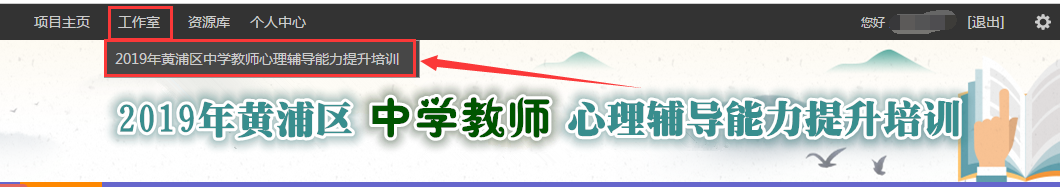 项目主页 工作室 资源库 个人中心 您好 [退出]
2019年黄浦区中学教师心理辅导能力提升培训
2019年黄浦区 中学教师 心理辅导能力提升培训